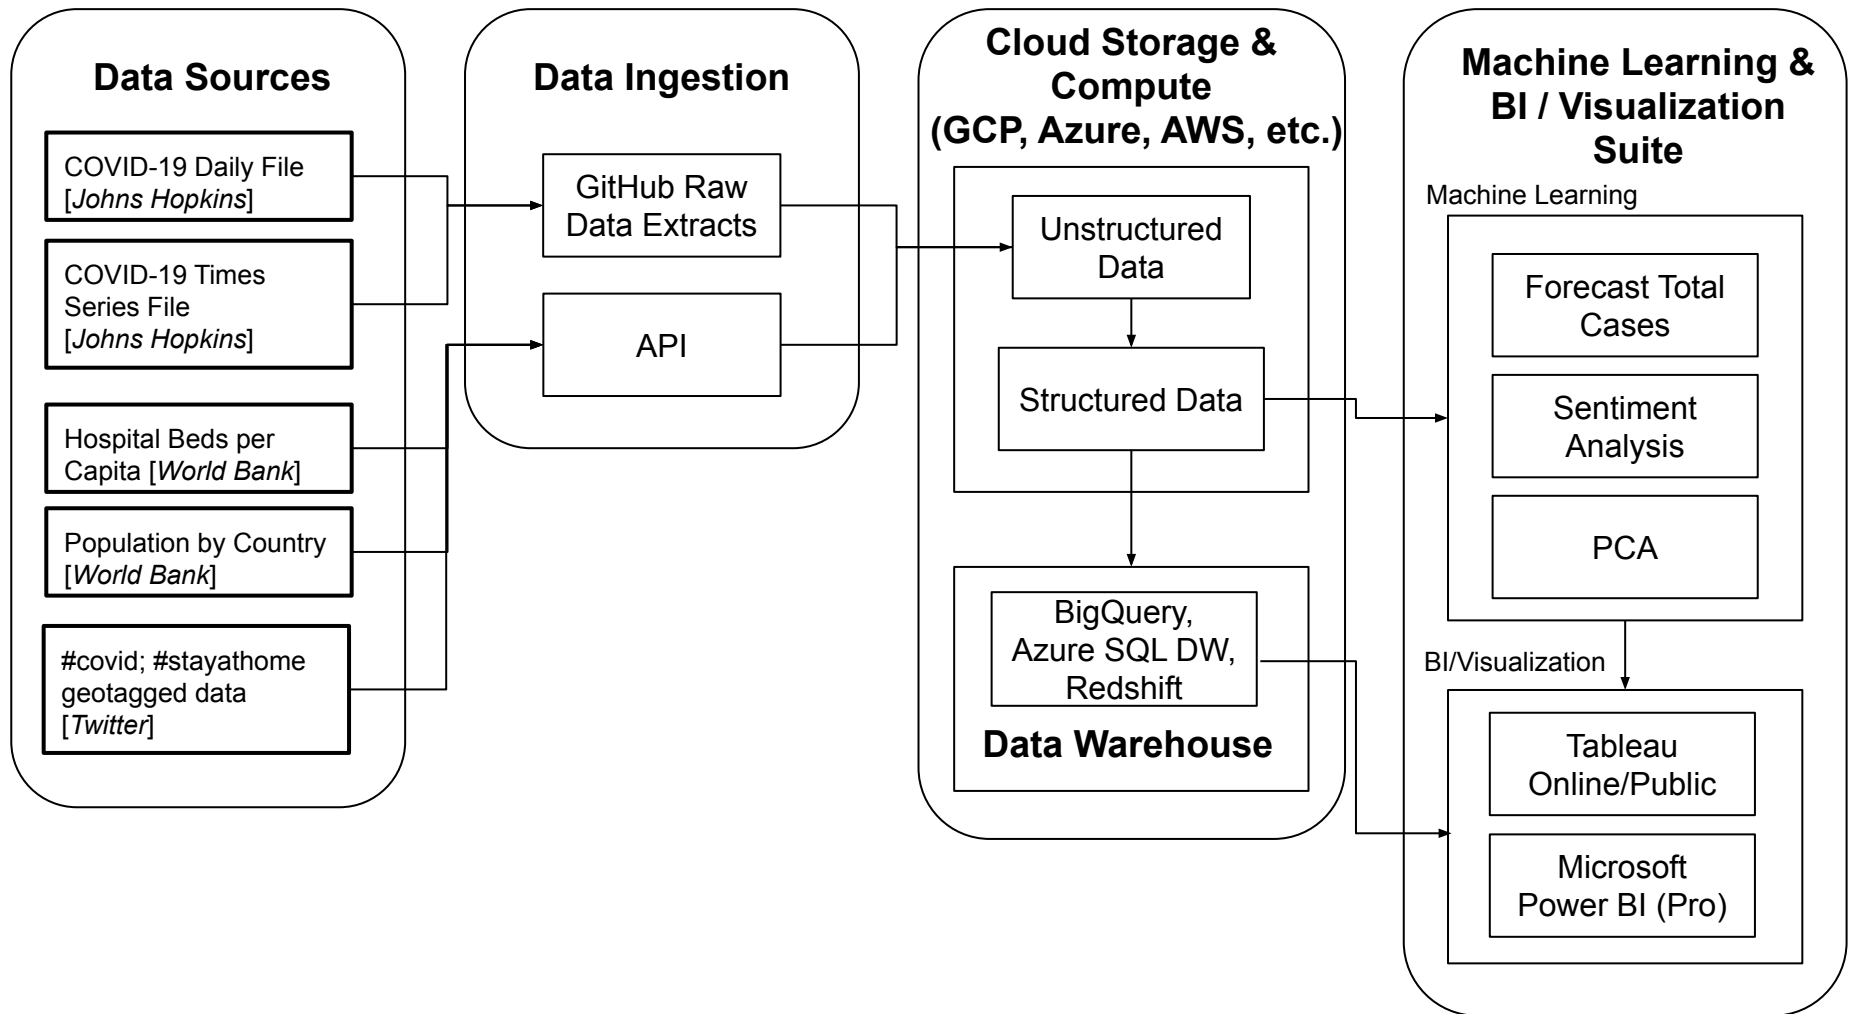 Data Sources
COVID-19 Daily File
[Johns Hopkins]
COVID-19 Times
Series File
[Johns Hopkins]
Hospital Beds per
Capita [World Bank]
Population by Country
[World Bank]
#covid; #stayathome
geotagged data
[Twitter]
Data Ingestion
GitHub Raw
Data Extracts
API
Cloud Storage &
Compute
(GCP, Azure, AWS, etc.)
Unstructured
Data
Structured Data
BigQuery,
Azure SQL DW,
Redshift
Data Warehouse
Machine Learning &
BI / Visualization
Suite
Machine Learning
Forecast Total
Cases
Sentiment
Analysis
PCA
BI/Visualization
Tableau
Online/Public
Microsoft
Power BI (Pro)